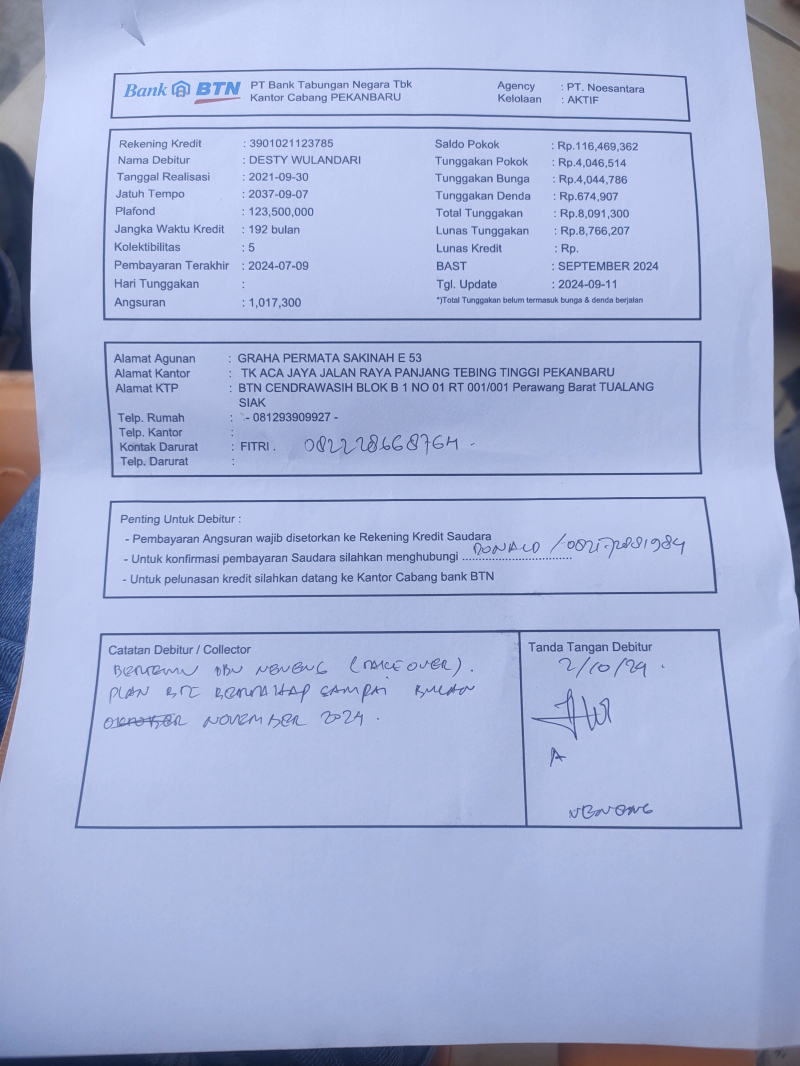 Bank BTN PT Bank Tabungan Negara Tbk
Kantor Cabang PEKANBARU
Agency : PT. Noesantara
Kelolaan : AKTIF
Rekening Kredit : 3901021123785
Nama Debitur : DESTY WULANDARI
Tanggal Realisasi : 2021-09-30
Jatuh Tempo : 2037-09-07
Plafond : 123,500,000
Jangka Waktu Kredit : 192 bulan
Kolektibilitas : 5
Pembayaran Terakhir : 2024-07-09
Hari Tunggakan :
Angsuran : 1,017,300
Saldo Pokok : Rp.116,469,362
Tunggakan Pokok : Rp.4,046,514
Tunggakan Bunga : Rp.4,044,786
Tunggakan Denda : Rp.674,907
Total Tunggakan : Rp.8,091,300
Lunas Tunggakan : Rp.8,766,207
Lunas Kredit : Rp.
BAST : SEPTEMBER 2024
Tgl. Update : 2024-09-11
*)Total Tunggakan belum termasuk bunga & denda berjalan
Alamat Agunan : GRAHA PERMATA SAKINAH E 53
Alamat Kantor : TK ACA JAYA JALAN RAYA PANJANG TEBING TINGGI PEKANBARU
Alamat KTP : BTN CENDRAWASIH BLOK B 1 NO 01 RT 001/001 Perawang Barat TUALANG
SIAK
Telp. Rumah : - 081293909927 -
Telp. Kantor :
Kontak Darurat : FITRI . 082228668764 .
Telp. Darurat :
Penting Untuk Debitur :
- Pembayaran Angsuran wajib disetorkan ke Rekening Kredit Saudara
- Untuk konfirmasi pembayaran Saudara silahkan menghubungi DONALD /
- Untuk pelunasan kredit silahkan datang ke Kantor Cabang bank BTN
Catatan Debitur / Collector
BERTEMU NENENG (TAKE OVER).
PLAN BTC BERTAHAP SAMPAI BULAN
OKTOBER NOVEMBER 2024 .
Tanda Tangan Debitur
2/10/24 .
NENENG